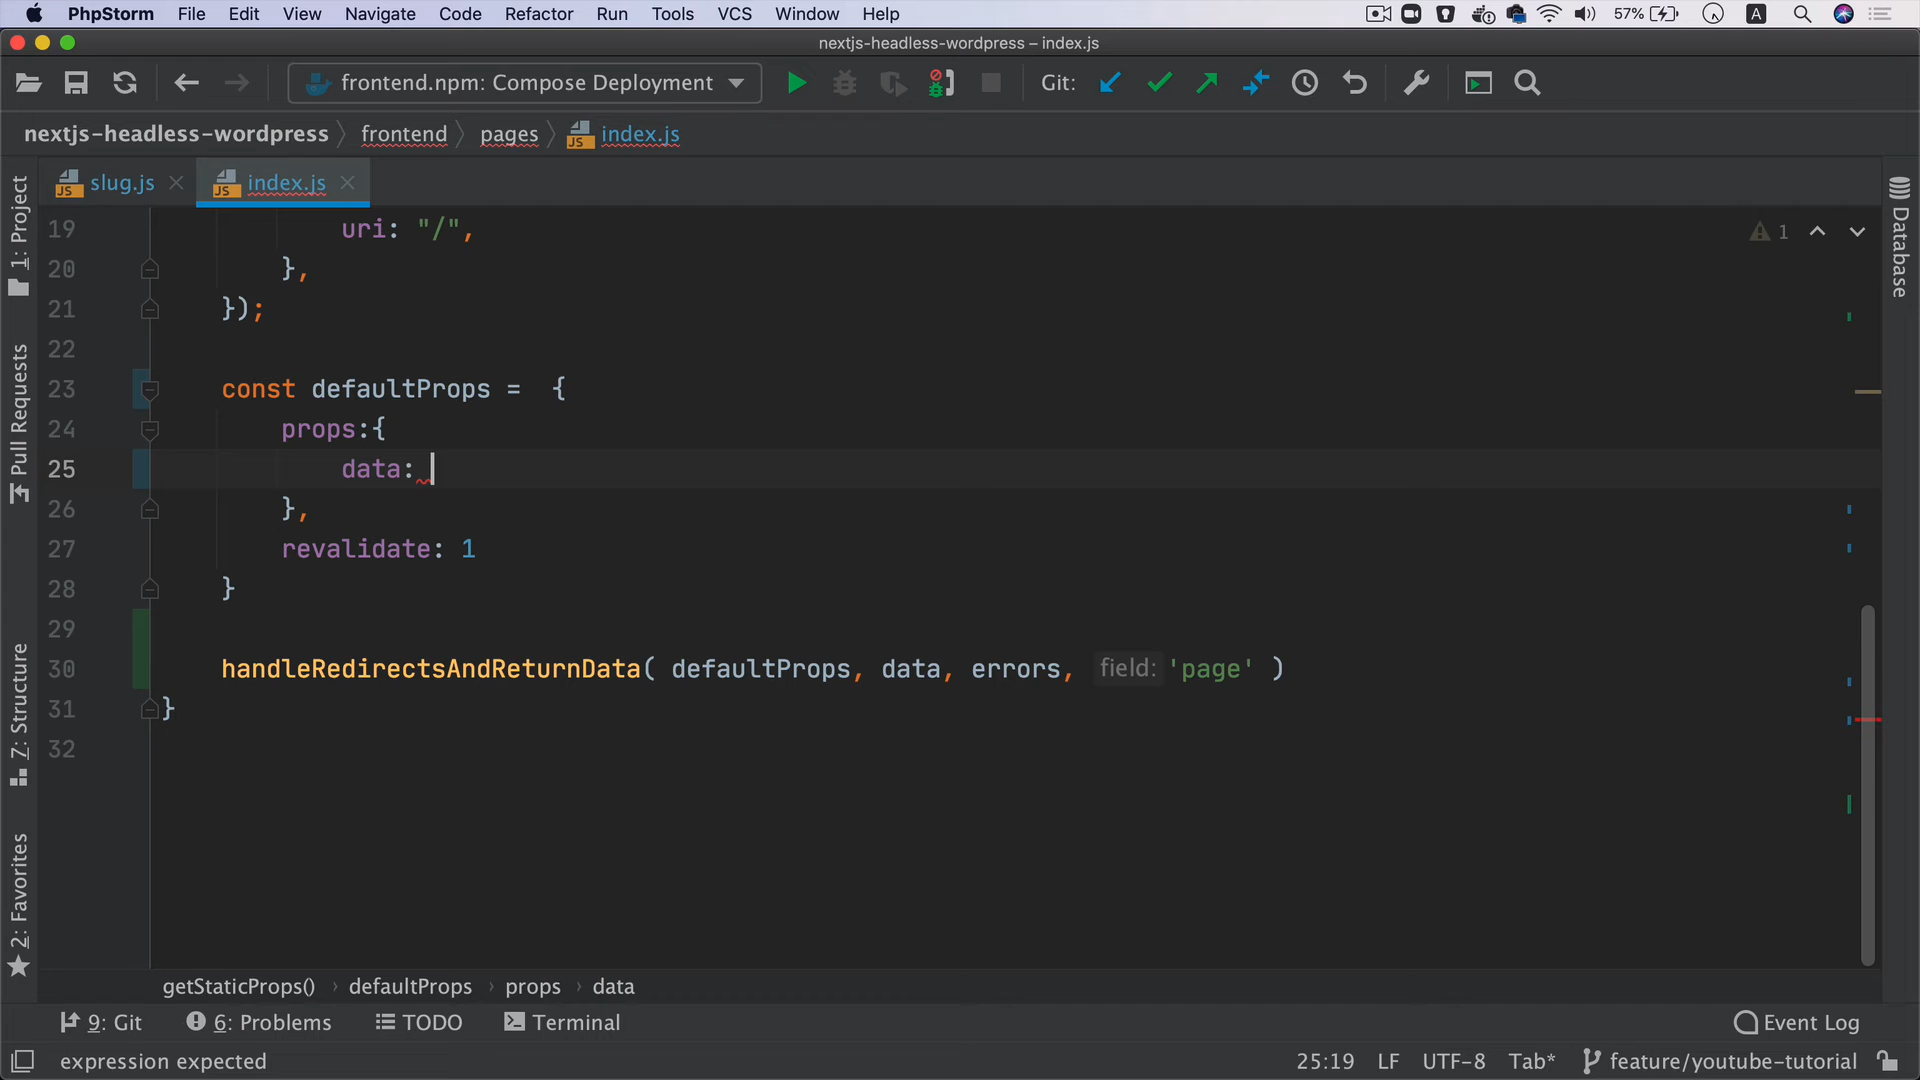 PhpStorm File Edit View Navigate Code Refactor Run Tools VCS Window Help 57% A
nextjs-headless-wordpress – index.js
frontend.npm: Compose Deployment Git:
nextjs-headless-wordpress frontend pages index.js
slug.js index.js
1: Project
Pull Requests
7: Structure
2: Favorites
Database
1
19 uri: "/",
20 },
21 });
22
23 const defaultProps =  {
24 props:{
25 data:
26 },
27 revalidate: 1
28 }
29
30 handleRedirectsAndReturnData( defaultProps, data, errors, field: 'page' )
31 }
32
getStaticProps() › defaultProps › props › data
9: Git 6: Problems TODO Terminal Event Log
expression expected 25:19 LF UTF-8 Tab* feature/youtube-tutorial